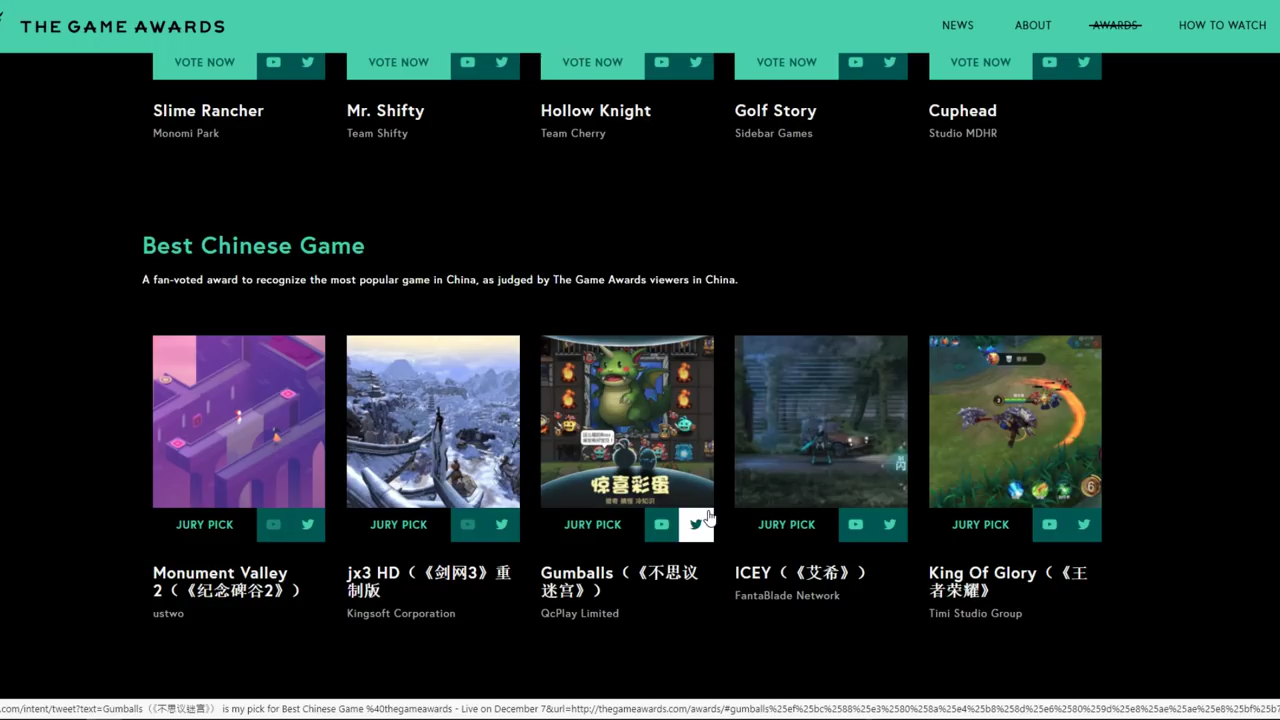 THE GAME AWARDS
NEWS
ABOUT
AWARDS
HOW TO WATCH
VOTE NOW
VOTE NOW
VOTE NOW
VOTE NOW
VOTE NOW
Slime Rancher
Monomi Park
Mr. Shifty
Team Shifty
Hollow Knight
Team Cherry
Golf Story
Sidebar Games
Cuphead
Studio MDHR
Best Chinese Game
A fan-voted award to recognize the most popular game in China, as judged by The Game Awards viewers in China.
惊喜彩蛋
JURY PICK
JURY PICK
JURY PICK
JURY PICK
JURY PICK
Monument Valley
2（《纪念碑谷2》）
ustwo
jx3 HD（《剑网3》重
制版
Kingsoft Corporation
Gumballs（《不思议
迷宫》）
QcPlay Limited
ICEY（《艾希》）
FantaBlade Network
King Of Glory（《王
者荣耀》
Timi Studio Group
.com/intent/tweet?text=Gumballs（《不思议迷宫》） is my pick for Best Chinese Game %40thegameawards - Live on December 7&url=http://thegameawards.com/awards/#gumballs%25ef%25bc%2588%25e3%2580%258a%25e4%25b8%258d%25e6%2580%259d%25e8%25ae%25ae%25e8%25bf%25b7